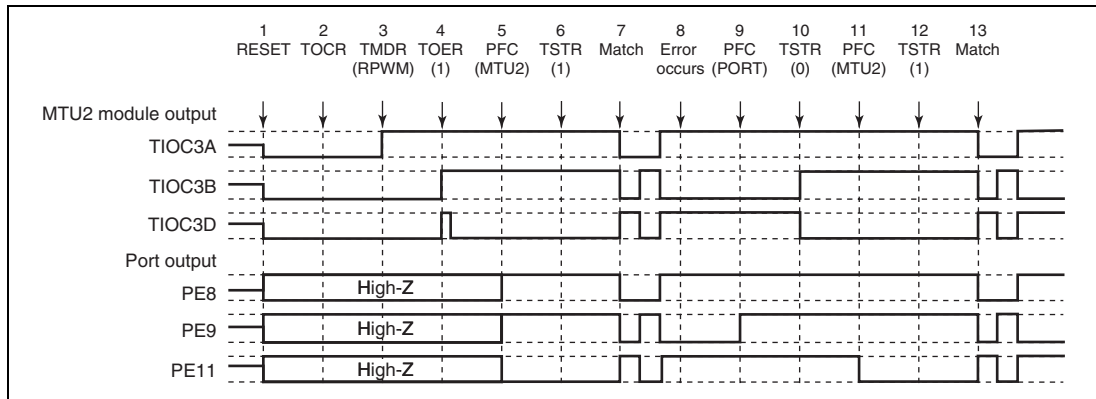 1 2 3 4 5 6 7 8 9 10 11 12 13
RESET TOCR TMDR TOER PFC TSTR Match Error PFC TSTR PFC TSTR Match
(RPWM) (1) (MTU2) (1) occurs (PORT) (0) (MTU2) (1)
MTU2 module output
TIOC3A
TIOC3B
TIOC3D
Port output
PE8 High-Z
PE9 High-Z
PE11 High-Z